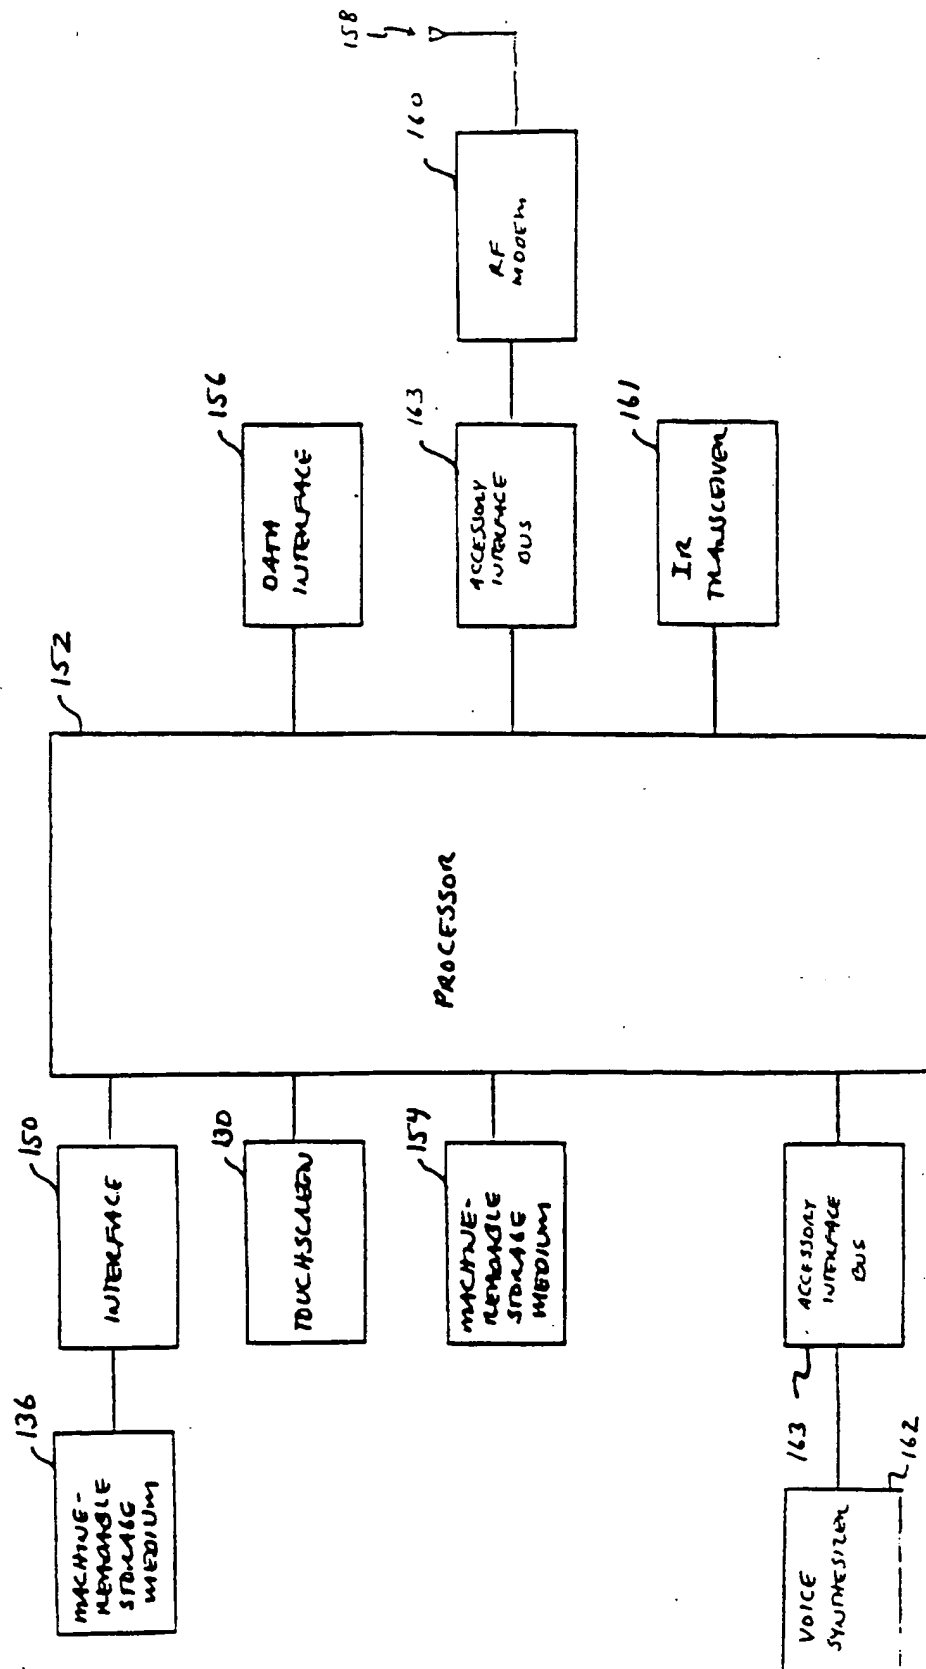 136
MACHINE-
READABLE
STORAGE
MEDIUM
150
INTERFACE
130
TOUCHSCREEN
154
MACHINE-
READABLE
STORAGE
MEDIUM
162
VOICE
SYNTHESIZER
163
ACCESSORY
INTERFACE
BUS
152
PROCESSOR
156
DATA
INTERFACE
163
ACCESSORY
INTERFACE
BUS
161
IR
TRANSCEIVER
160
RF
MODEM
158